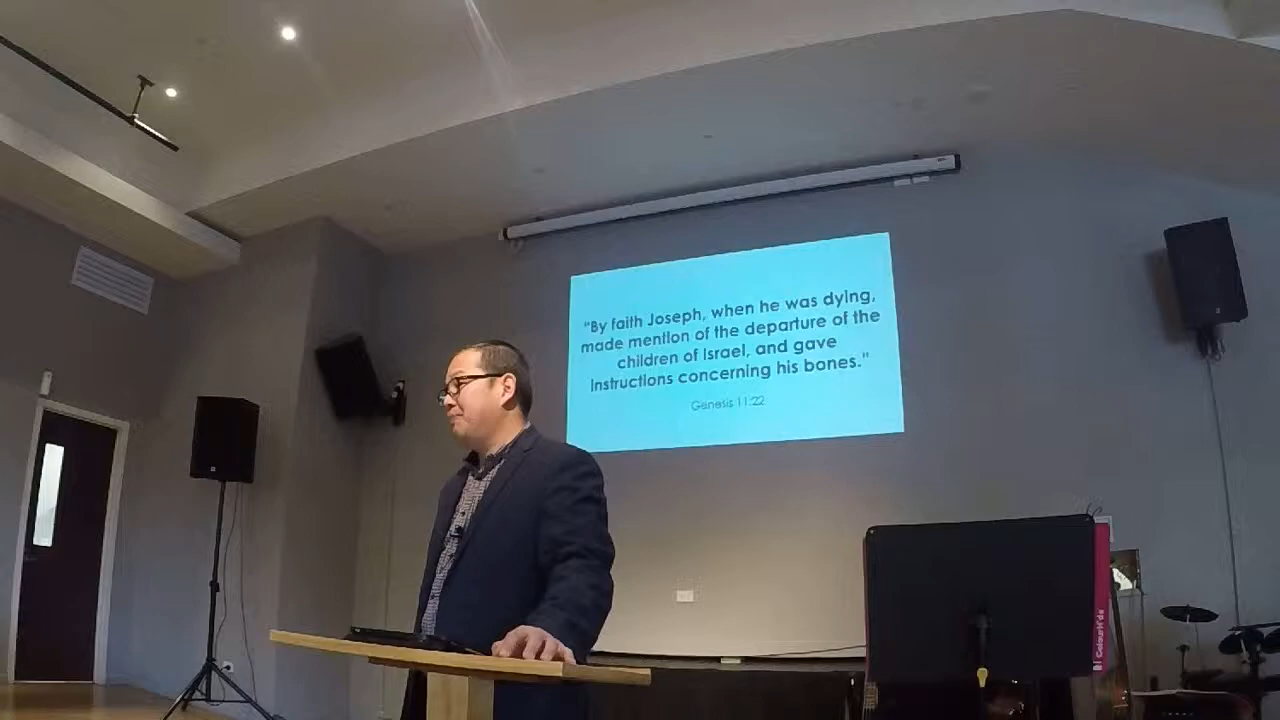 "By faith Joseph, when he was dying,
made mention of the departure of the
children of Israel, and gave
instructions concerning his bones."
Genesis 11:22